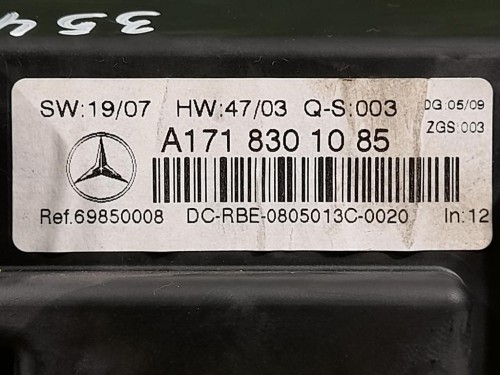 354
SW:19/07 HW:47/03 Q-S:003 DG:05/09
ZGS:003
A171 830 10 85
Ref.69850008 DC-RBE-0805013C-0020 In:12